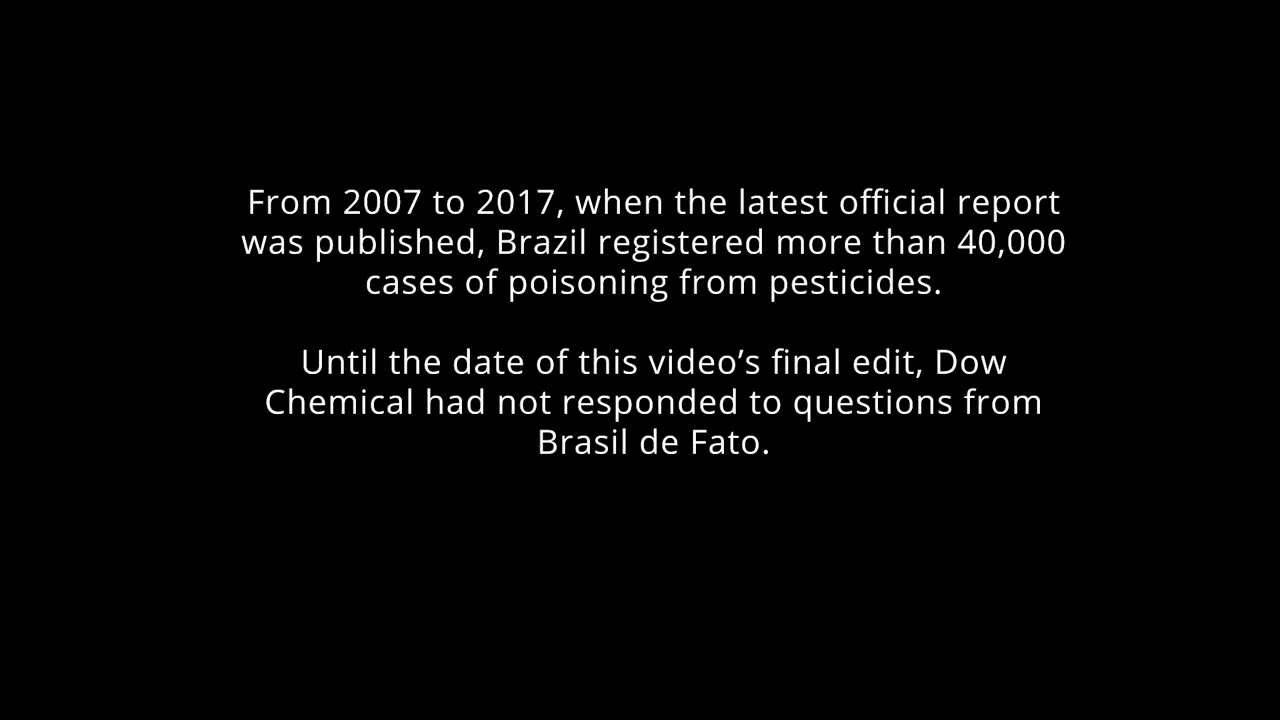 From 2007 to 2017, when the latest official report
was published, Brazil registered more than 40,000
cases of poisoning from pesticides.
Until the date of this video’s final edit, Dow
Chemical had not responded to questions from
Brasil de Fato.